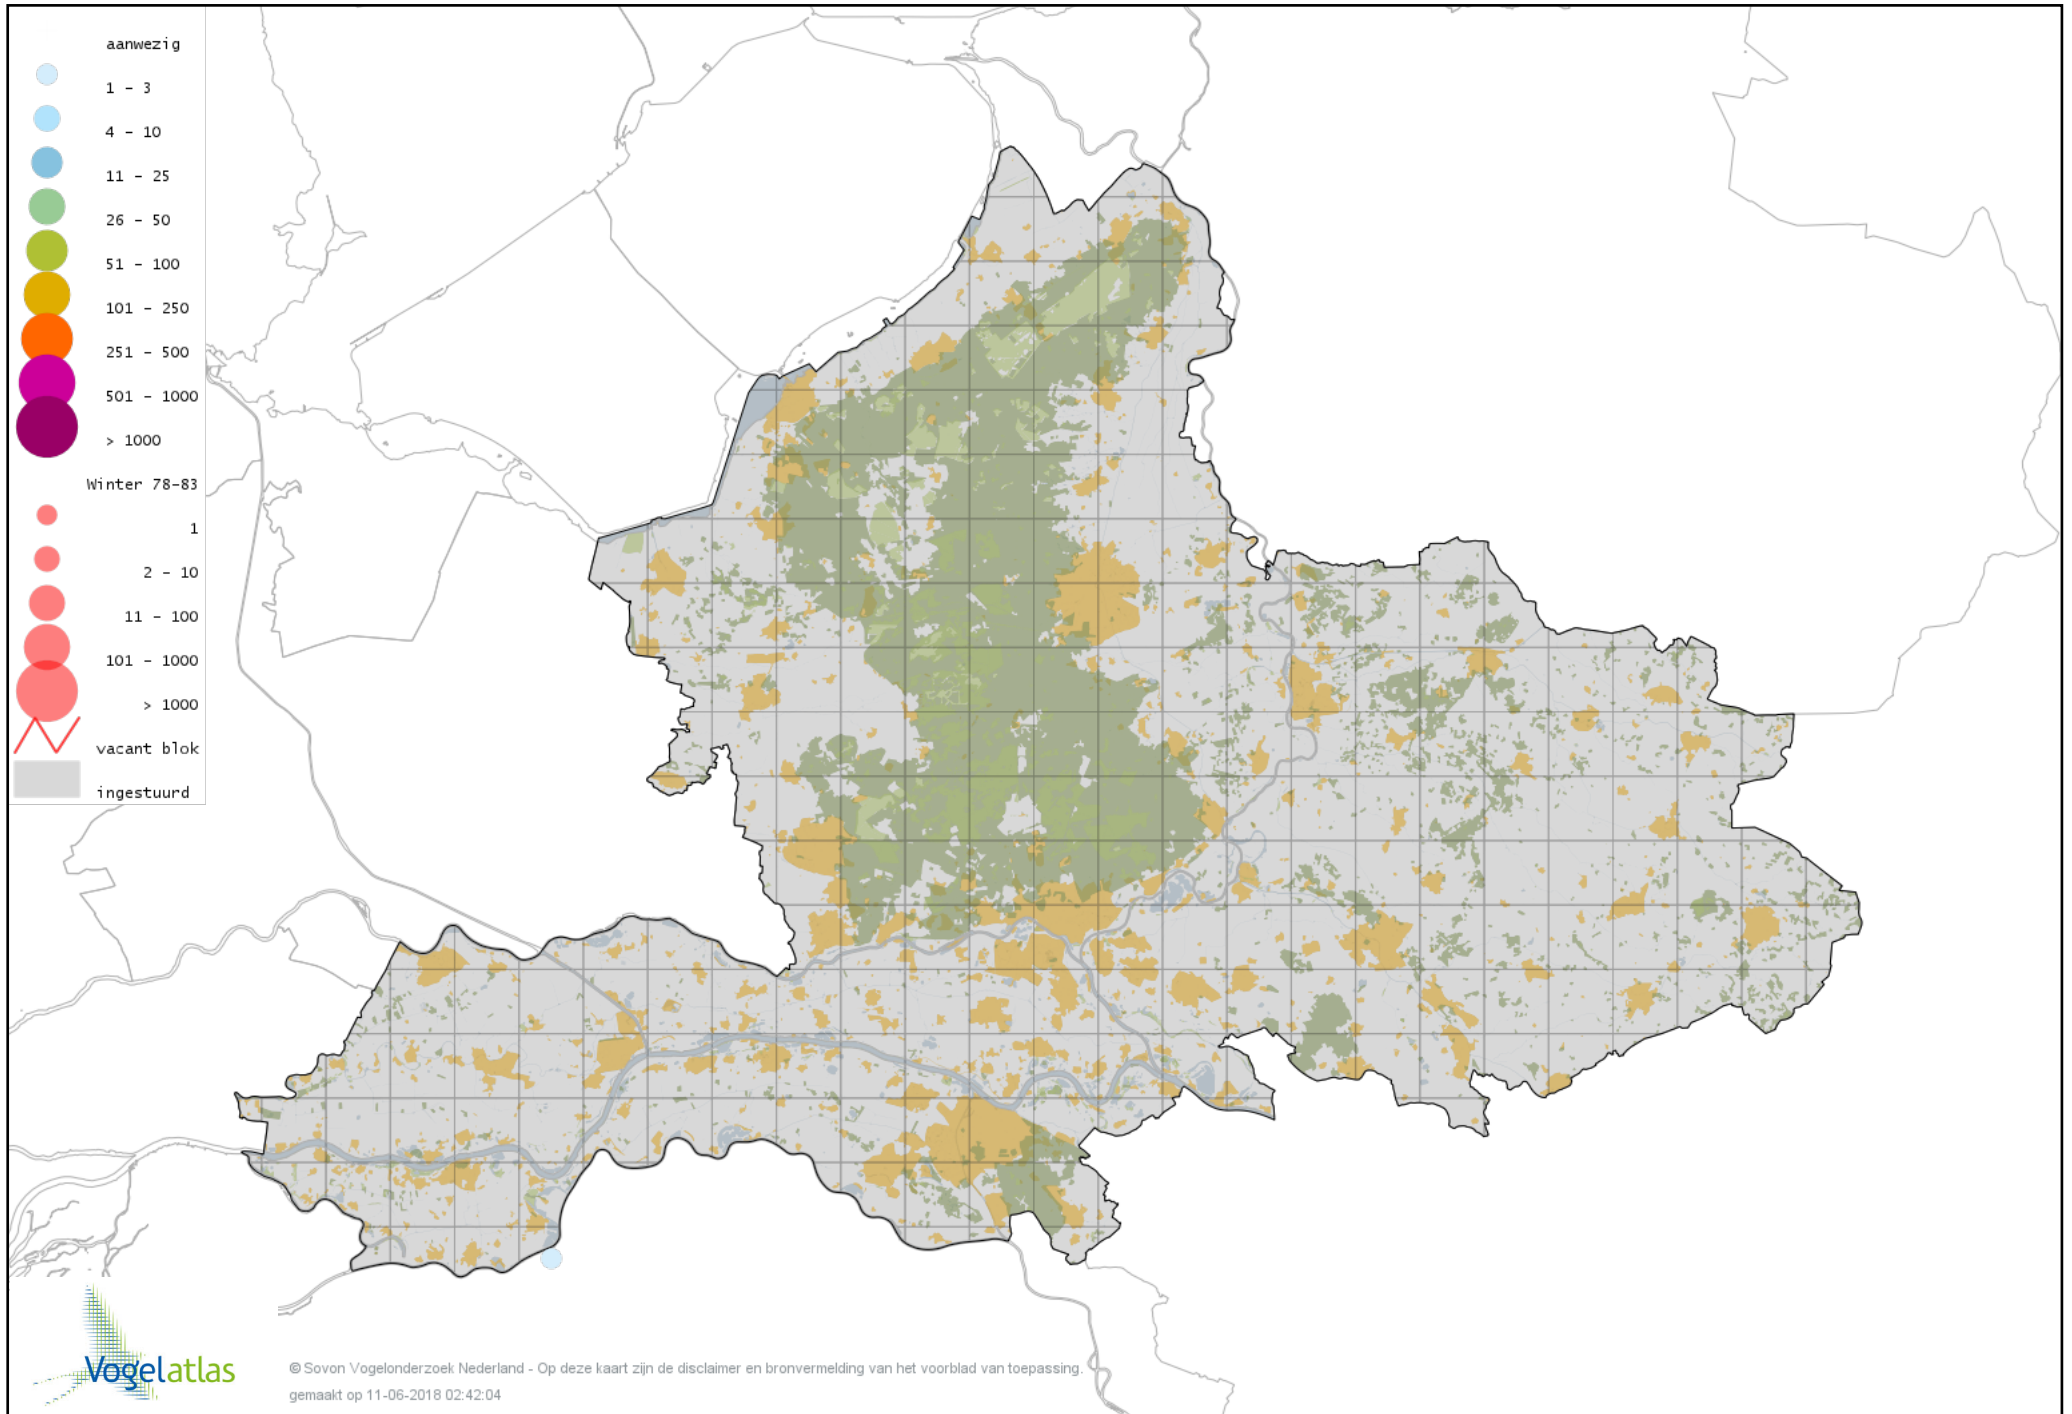 aanwezig
1 – 3
4 – 10
11 – 25
26 – 50
51 – 100
101 – 250
251 – 500
501 – 1000
> 1000
Winter 78-83
1
2 – 10
11 – 100
101 – 1000
> 1000
vacant blok
ingestuurd
Vogelatlas
© Sovon Vogelonderzoek Nederland - Op deze kaart zijn de disclaimer en bronvermelding van het voorblad van toepassing.
gemaakt op 11-06-2018 02:42:04